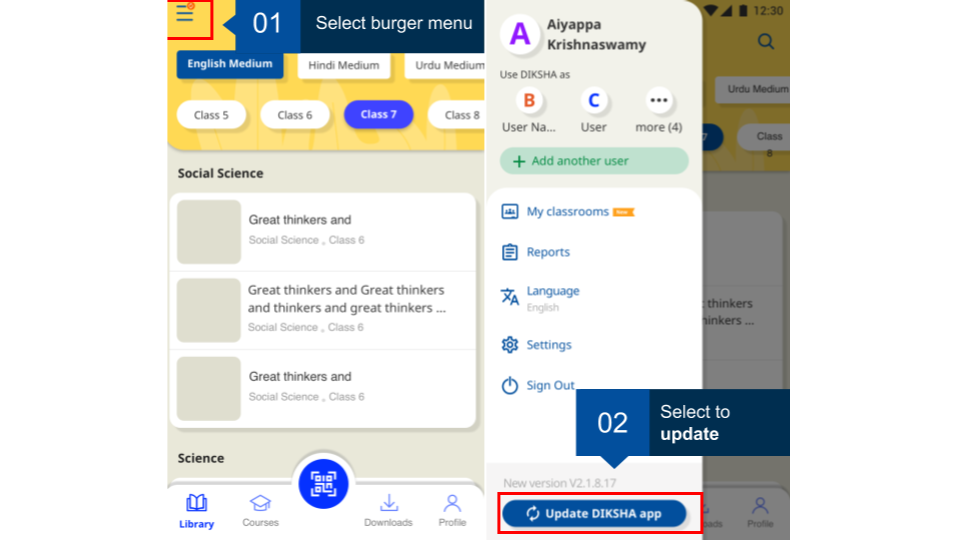 01
Select burger menu
English Medium
Hindi Medium
Urdu Medium
Class 5
Class 6
Class 7
Class 8
Social Science
Great thinkers and
Social Science , Class 6
Great thinkers and Great thinkers
and thinkers and great thinkers ...
Social Science , Class 6
Great thinkers and
Social Science , Class 6
Science
Library
Courses
Downloads
Profile
A
Aiyappa
Krishnaswamy
Use DIKSHA as
B
C
User Na...
User
more (4)
+ Add another user
My classrooms
New
Reports
Language
English
Settings
Sign Out
02
Select to
update
New version V2.1.8.17
Update DIKSHA app
12:30
Urdu Medium
7
Class
8
thinkers
hinkers ...
oads
Profile